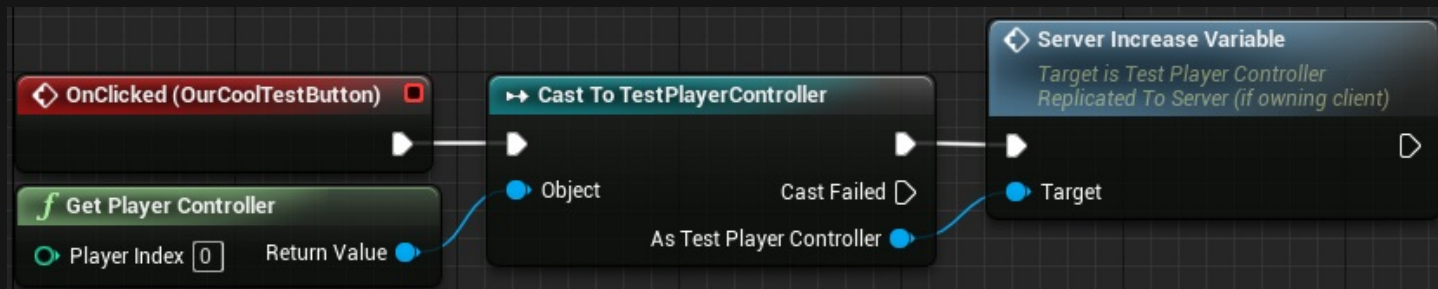 OnClicked (OurCoolTestButton)
Get Player Controller
Player Index 0 Return Value
Cast To TestPlayerController
Object
Cast Failed
As Test Player Controller
Server Increase Variable
Target is Test Player Controller
Replicated To Server (if owning client)
Target